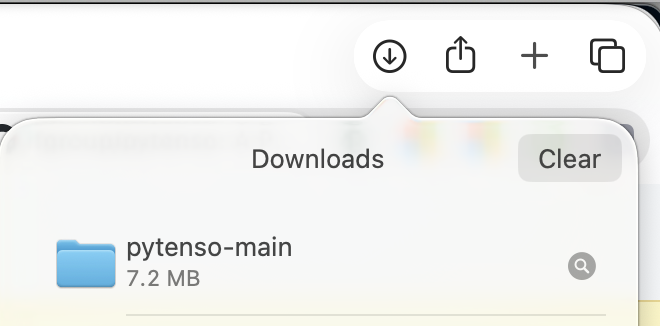 Downloads
Clear
pytenso-main
7.2 MB